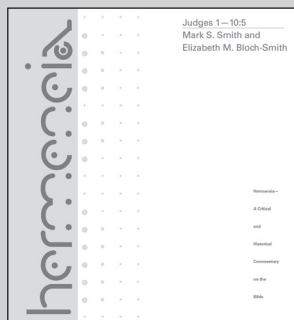 Judges 1—10:5
Mark S. Smith and
Elizabeth M. Bloch-Smith
hermeneia
Hermeneia—
A Critical
and
Historical
Commentary
on the
Bible